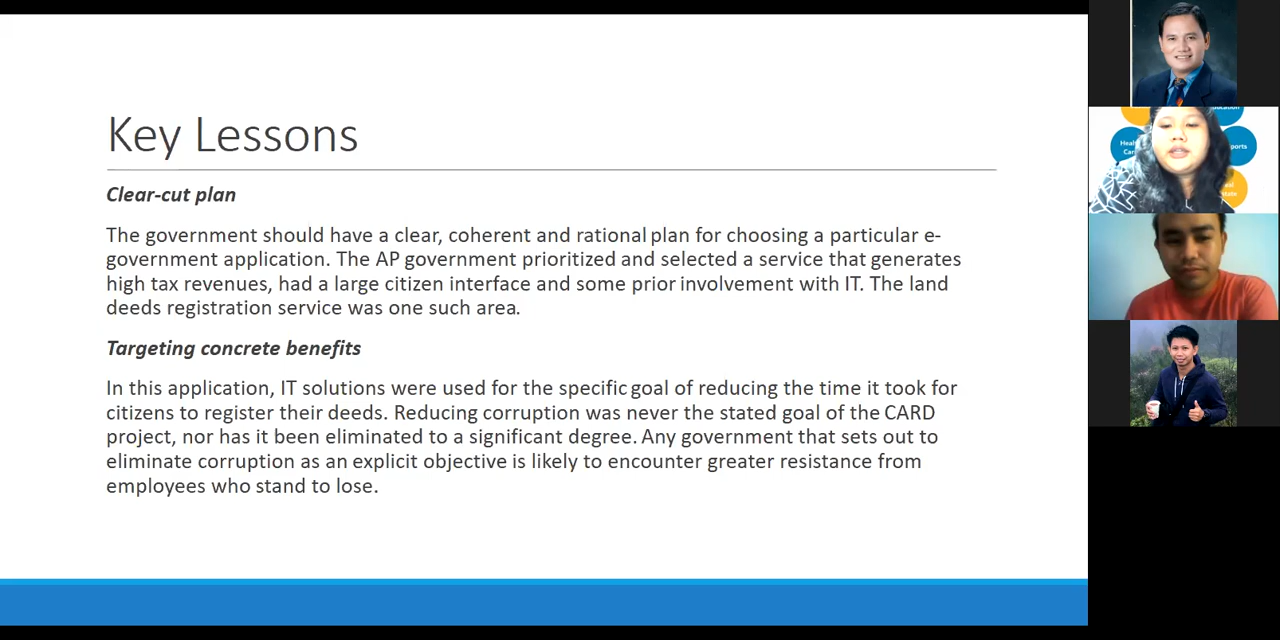 Key Lessons
Clear-cut plan
The government should have a clear, coherent and rational plan for choosing a particular e-
government application. The AP government prioritized and selected a service that generates
high tax revenues, had a large citizen interface and some prior involvement with IT. The land
deeds registration service was one such area.
Targeting concrete benefits
In this application, IT solutions were used for the specific goal of reducing the time it took for
citizens to register their deeds. Reducing corruption was never the stated goal of the CARD
project, nor has it been eliminated to a significant degree. Any government that sets out to
eliminate corruption as an explicit objective is likely to encounter greater resistance from
employees who stand to lose.